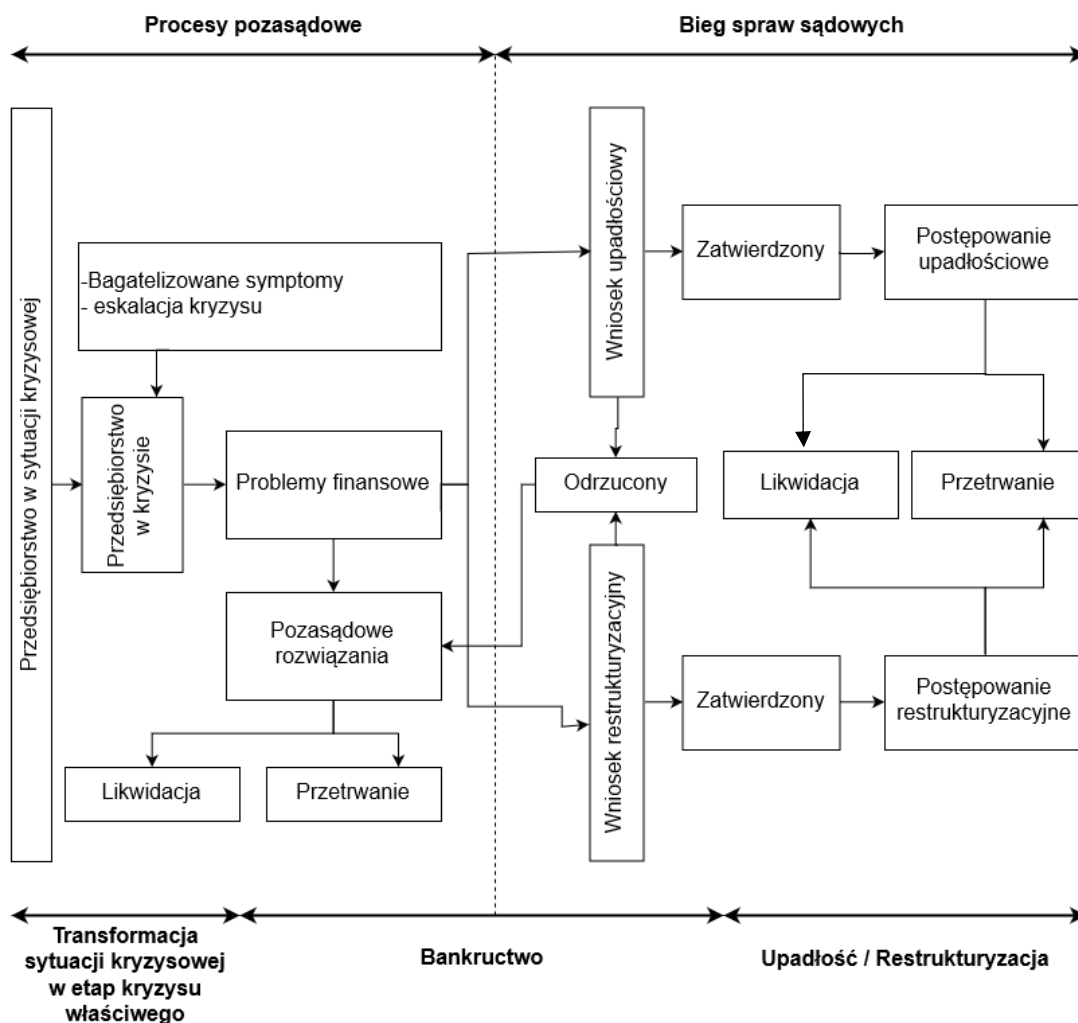 Procesy pozasądowe
Bieg spraw sądowych
Przedsiębiorstwo w sytuacji kryzysowej
-Bagatelizowane symptomy
- eskalacja kryzysu
Przedsiębiorstwo
w kryzysie
Problemy finansowe
Pozasądowe
rozwiązania
Likwidacja
Przetrwanie
Wniosek upadłościowy
Zatwierdzony
Postępowanie
upadłościowe
Odrzucony
Likwidacja
Przetrwanie
Wniosek restrukturyzacyjny
Zatwierdzony
Postępowanie
restrukturyzacyjne
Transformacja
sytuacji kryzysowej
w etap kryzysu
właściwego
Bankructwo
Upadłość / Restrukturyzacja